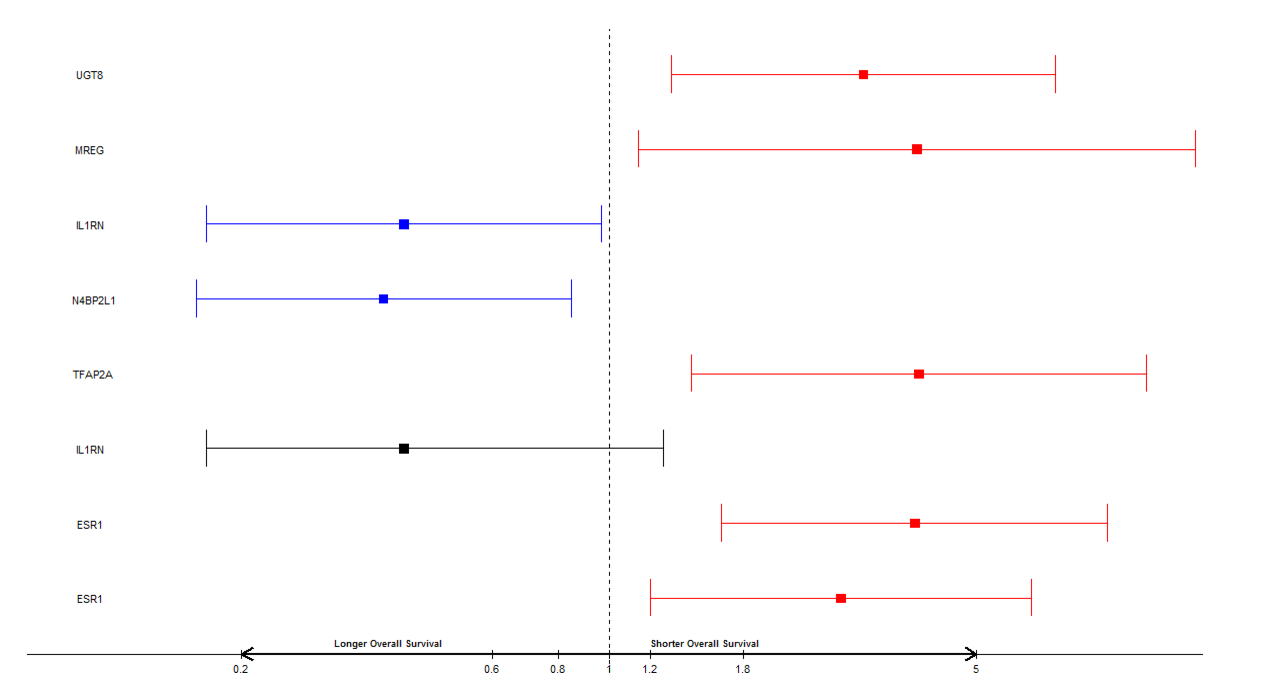 UGT8
MREG
IL1RN
N4BP2L1
TFAP2A
IL1RN
ESR1
ESR1
Longer Overall Survival Shorter Overall Survival
0.2 0.6 0.8 1 1.2 1.8 5